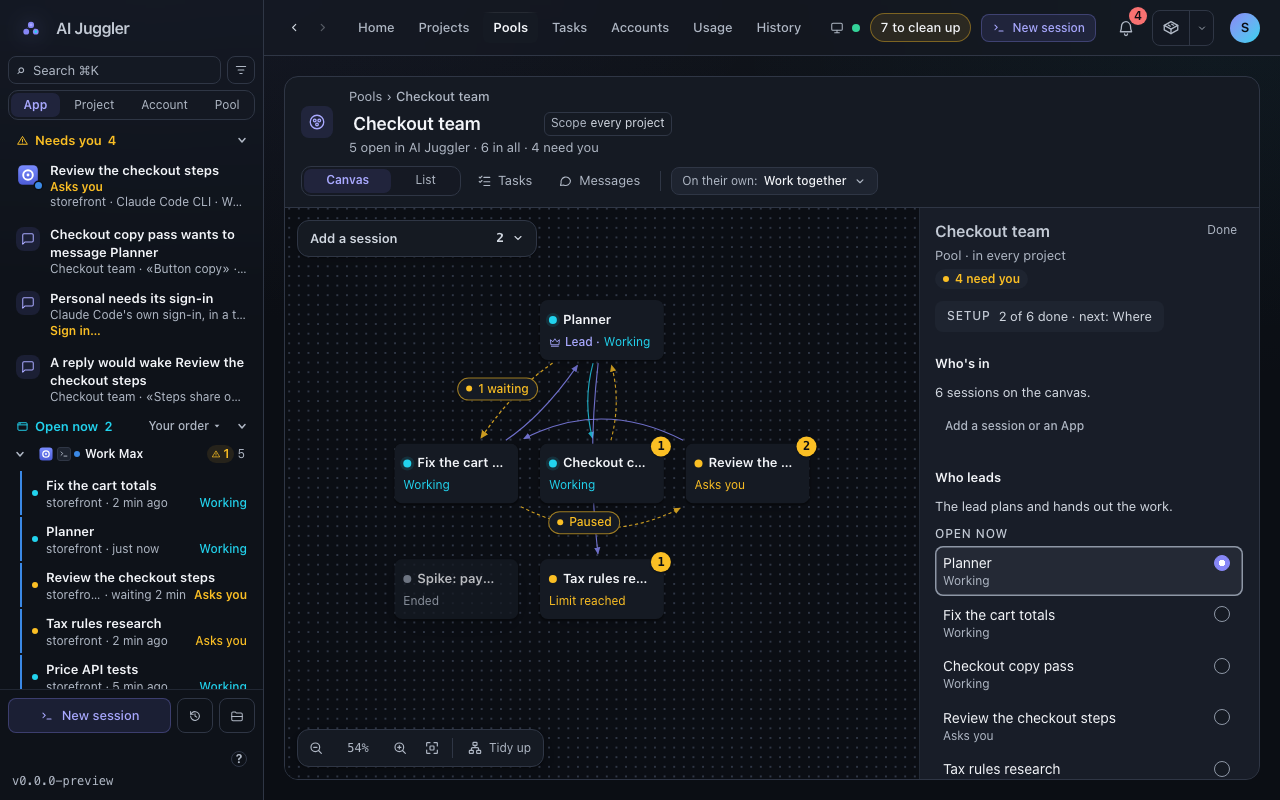 AI Juggler
Search ⌘K
App Project Account Pool
Needs you 4
Review the checkout steps
Asks you
storefront · Claude Code CLI · W…
Checkout copy pass wants to
message Planner
Checkout team · «Button copy» ·…
Personal needs its sign-in
Claude Code's own sign-in, in a t…
Sign in…
A reply would wake Review the
checkout steps
Checkout team · «Steps share o…
Open now 2 Your order
Work Max 1 5
Fix the cart totals
storefront · 2 min ago Working
Planner
storefront · just now Working
Review the checkout steps
storefro… · waiting 2 min Asks you
Tax rules research
storefront · 2 min ago Asks you
Price API tests
storefront · 5 min ago Working
New session
?
v0.0.0-preview
Home Projects Pools Tasks Accounts Usage History 7 to clean up New session 4 S
Pools › Checkout team
Checkout team Scope every project
5 open in AI Juggler · 6 in all · 4 need you
Canvas List Tasks Messages On their own: Work together
Add a session 2
Planner
Lead · Working
1 waiting
1
2
Fix the cart … Checkout c… Review the …
Working Working Asks you
Paused
1
Spike: pay… Tax rules re…
Ended Limit reached
54% Tidy up
Checkout team Done
Pool · in every project
4 need you
SETUP 2 of 6 done · next: Where
Who's in
6 sessions on the canvas.
Add a session or an App
Who leads
The lead plans and hands out the work.
OPEN NOW
Planner
Working
Fix the cart totals
Working
Checkout copy pass
Working
Review the checkout steps
Asks you
Tax rules research